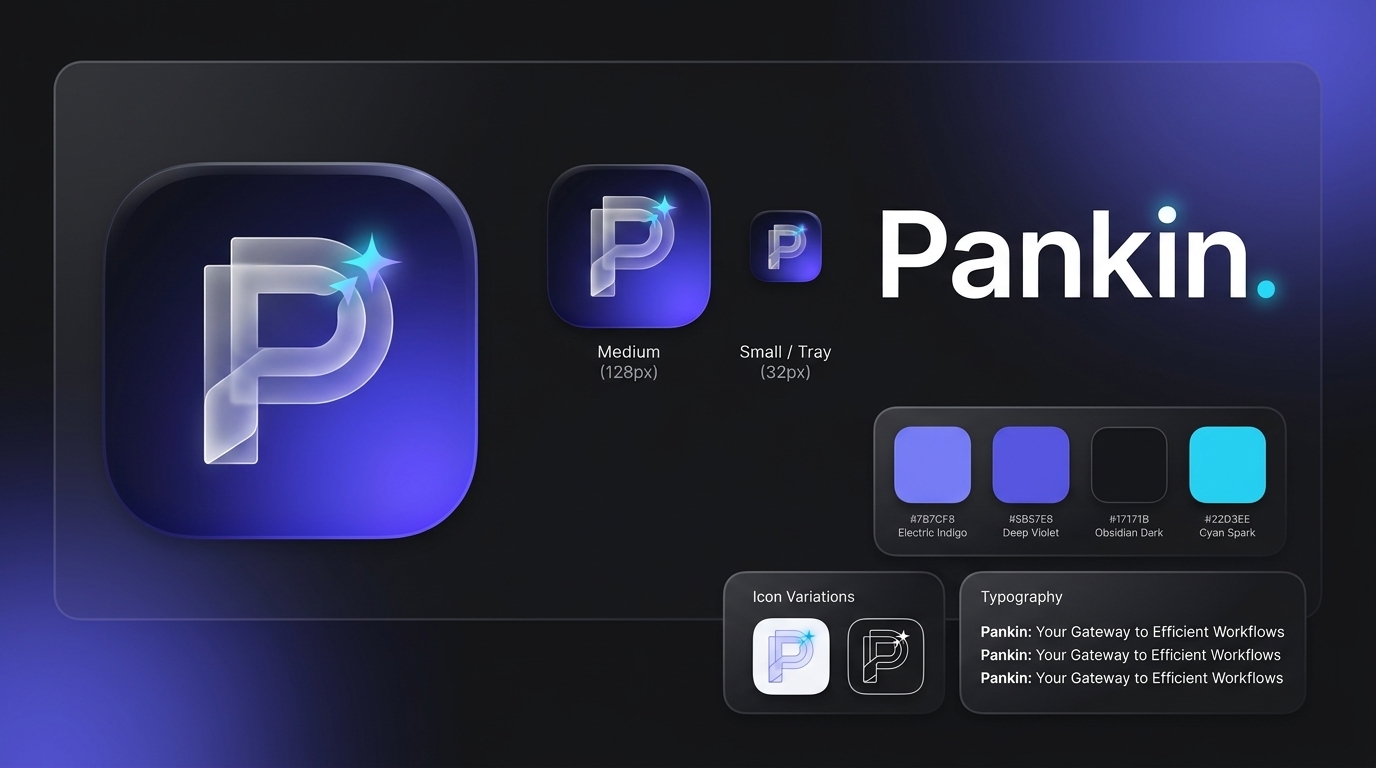 Pankin.
Medium
(128px)
Small / Tray
(32px)
#7B7CF8
Electric Indigo
#SBS7E8
Deep Violet
#17171B
Obsidian Dark
#22D3EE
Cyan Spark
Icon Variations
Typography
Pankin: Your Gateway to Efficient Workflows
Pankin: Your Gateway to Efficient Workflows
Pankin: Your Gateway to Efficient Workflows